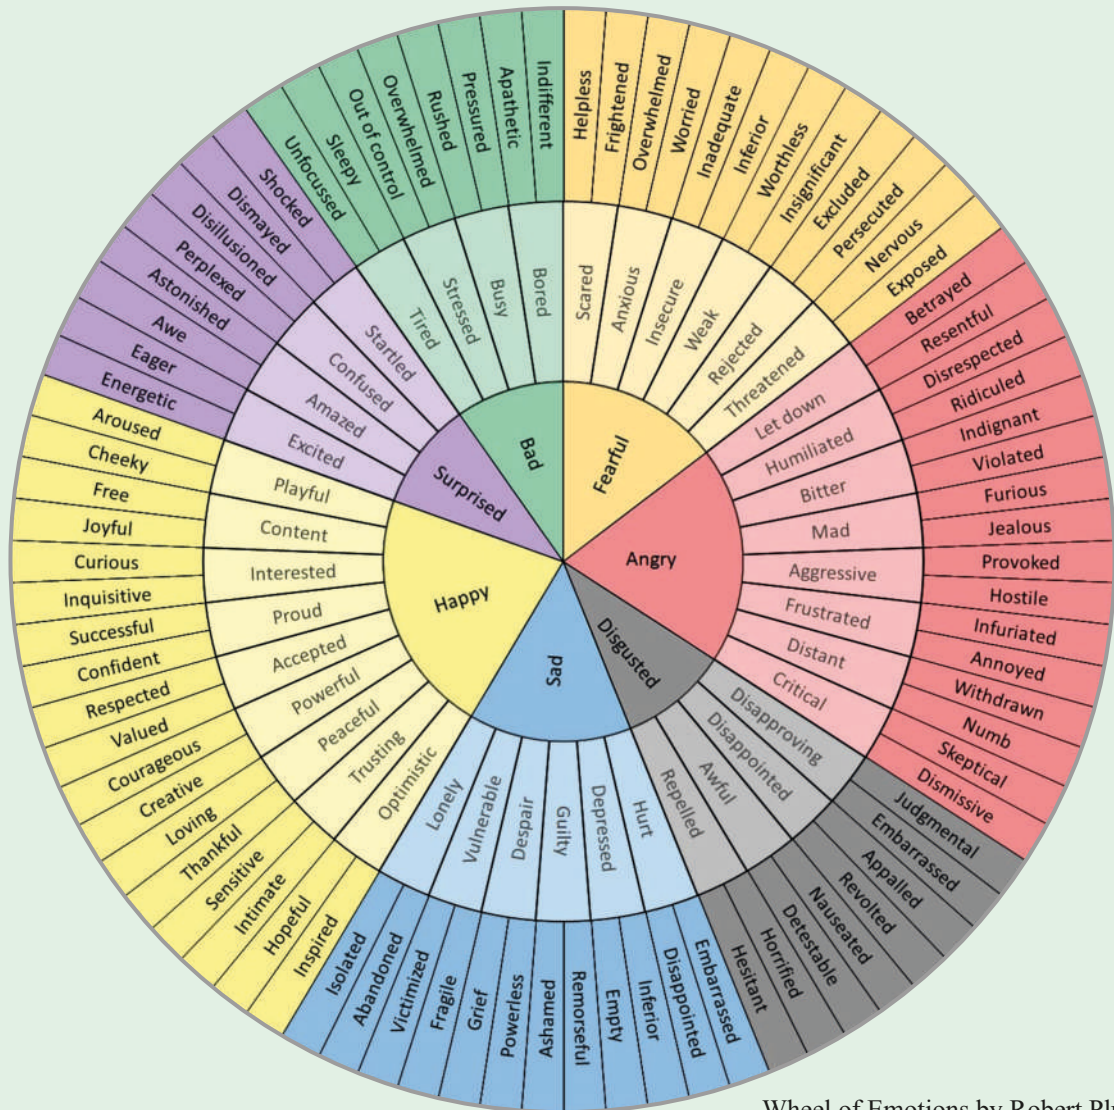 Helpless
Frightened
Overwhelmed
Worried
Inadequate
Inferior
Worthless
Insignificant
Excluded
Persecuted
Nervous
Exposed
Betrayed
Resentful
Disrespected
Ridiculed
Indignant
Violated
Furious
Jealous
Provoked
Hostile
Infuriated
Annoyed
Withdrawn
Numb
Skeptical
Dismissive
Judgmental
Embarrassed
Appalled
Revolted
Nauseated
Detestable
Horrified
Hesitant
Embarrassed
Disappointed
Inferior
Empty
Remorseful
Ashamed
Powerless
Grief
Fragile
Victimized
Abandoned
Isolated
Inspired
Hopeful
Intimate
Sensitive
Thankful
Loving
Creative
Courageous
Valued
Respected
Confident
Successful
Inquisitive
Curious
Joyful
Free
Cheeky
Aroused
Energetic
Eager
Awe
Astonished
Perplexed
Disillusioned
Dismayed
Shocked
Unfocussed
Sleepy
Out of control
Overwhelmed
Rushed
Pressured
Apathetic
Indifferent
Scared
Anxious
Insecure
Weak
Rejected
Threatened
Let down
Humiliated
Bitter
Mad
Aggressive
Frustrated
Distant
Critical
Disapproving
Disappointed
Awful
Repelled
Hurt
Depressed
Guilty
Despair
Vulnerable
Lonely
Optimistic
Trusting
Peaceful
Powerful
Accepted
Proud
Interested
Content
Playful
Excited
Amazed
Confused
Startled
Tired
Stressed
Busy
Bored
Fearful
Angry
Disgusted
Sad
Happy
Surprised
Bad
Wheel of Emotions by Robert